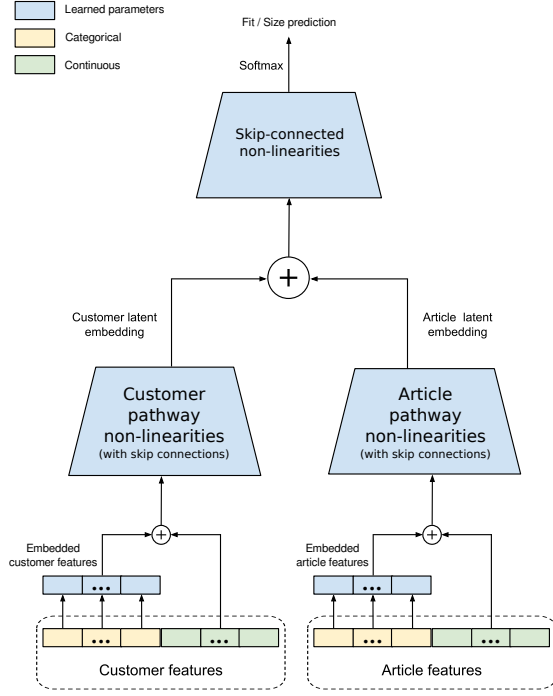 Learned parameters
Categorical
Continuous
Fit / Size prediction
Softmax
Skip-connected
non-linearities
+
Customer latent
embedding
Article latent
embedding
Customer
pathway
non-linearities
(with skip connections)
Article
pathway
non-linearities
(with skip connections)
+
+
Embedded
customer features
Embedded
article features
...
...
...
...
...
...
Customer features
Article features